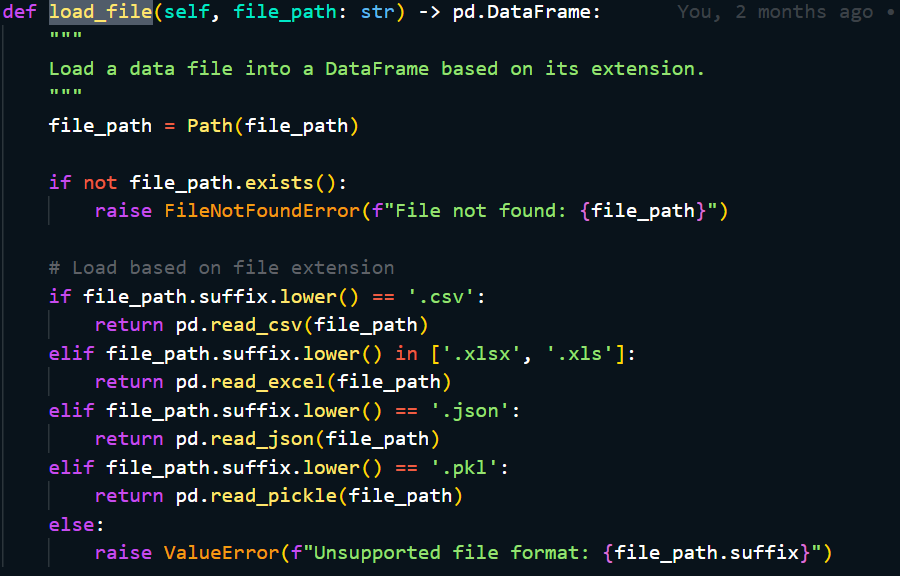 def load_file(self, file_path: str) -> pd.DataFrame:     You, 2 months ago •
    """
    Load a data file into a DataFrame based on its extension.
    """
    file_path = Path(file_path)

    if not file_path.exists():
        raise FileNotFoundError(f"File not found: {file_path}")

    # Load based on file extension
    if file_path.suffix.lower() == '.csv':
        return pd.read_csv(file_path)
    elif file_path.suffix.lower() in ['.xlsx', '.xls']:
        return pd.read_excel(file_path)
    elif file_path.suffix.lower() == '.json':
        return pd.read_json(file_path)
    elif file_path.suffix.lower() == '.pkl':
        return pd.read_pickle(file_path)
    else:
        raise ValueError(f"Unsupported file format: {file_path.suffix}")